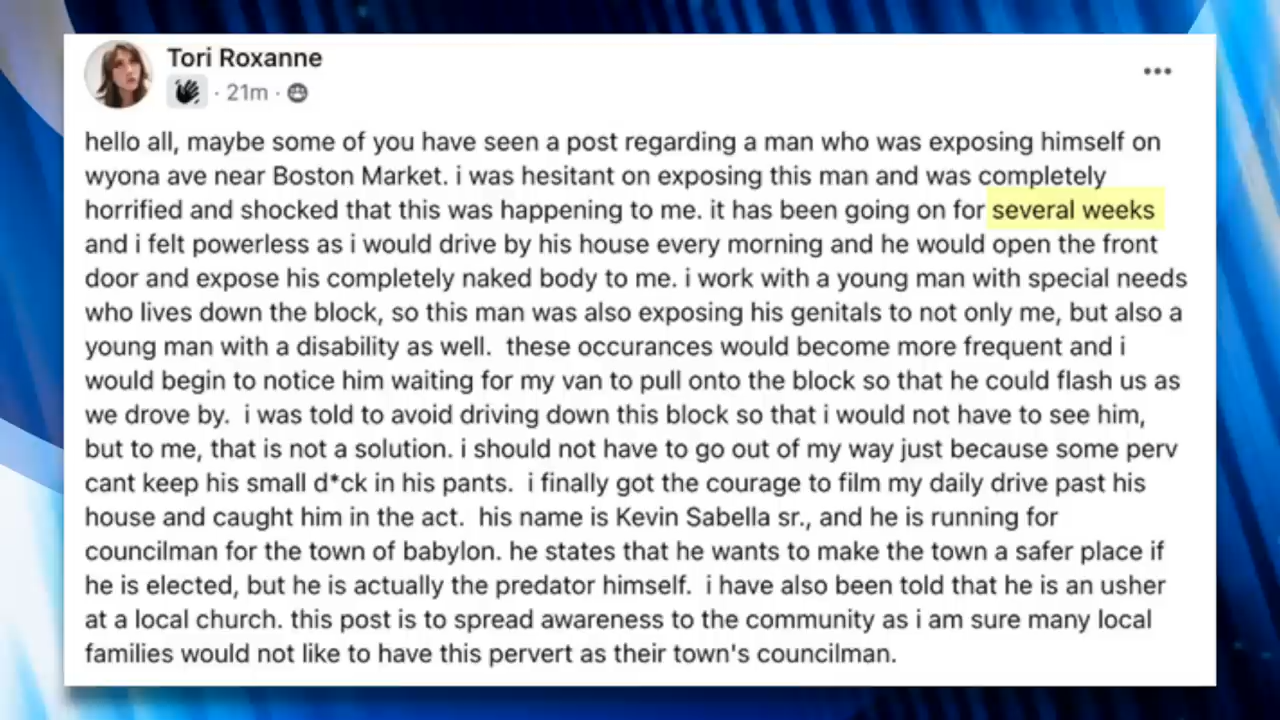 Tori Roxanne
· 21m ·
hello all, maybe some of you have seen a post regarding a man who was exposing himself on
wyona ave near Boston Market. i was hesitant on exposing this man and was completely
horrified and shocked that this was happening to me. it has been going on for several weeks
and i felt powerless as i would drive by his house every morning and he would open the front
door and expose his completely naked body to me. i work with a young man with special needs
who lives down the block, so this man was also exposing his genitals to not only me, but also a
young man with a disability as well.  these occurances would become more frequent and i
would begin to notice him waiting for my van to pull onto the block so that he could flash us as
we drove by.  i was told to avoid driving down this block so that i would not have to see him,
but to me, that is not a solution. i should not have to go out of my way just because some perv
cant keep his small d*ck in his pants.  i finally got the courage to film my daily drive past his
house and caught him in the act.  his name is Kevin Sabella sr., and he is running for
councilman for the town of babylon. he states that he wants to make the town a safer place if
he is elected, but he is actually the predator himself.  i have also been told that he is an usher
at a local church. this post is to spread awareness to the community as i am sure many local
families would not like to have this pervert as their town's councilman.